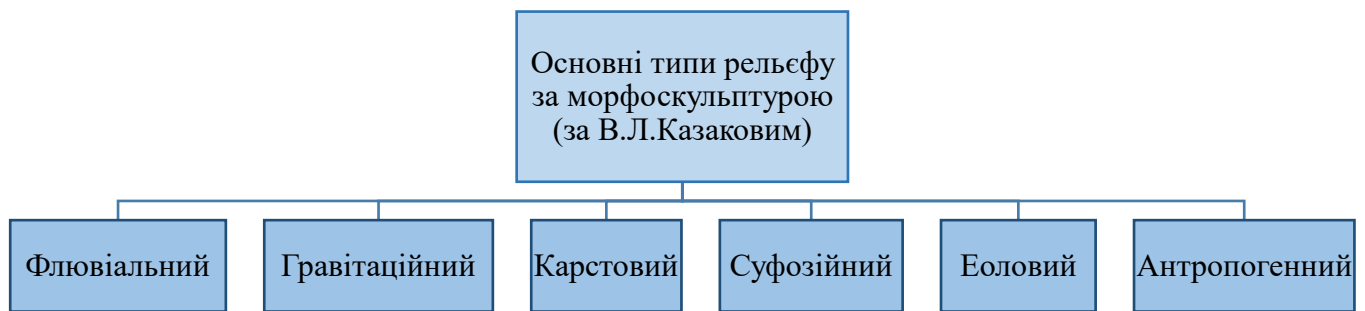 Основні типи рельєфу
за морфоскульптурою
(за В.Л.Казаковим)
Флювіальний
Гравітаційний
Карстовий
Суфозійний
Еоловий
Антропогенний